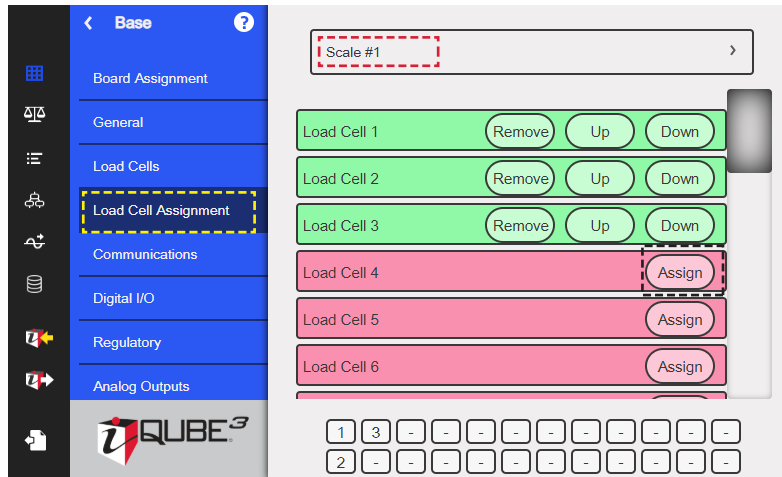 Base ?
Board Assignment
General
Load Cells
Load Cell Assignment
Communications
Digital I/O
Regulatory
Analog Outputs
iQUBE³
Scale #1
Load Cell 1 Remove Up Down
Load Cell 2 Remove Up Down
Load Cell 3 Remove Up Down
Load Cell 4 Assign
Load Cell 5 Assign
Load Cell 6 Assign
1 3 - - - - - - - - - -
2 - - - - - - - - - - -